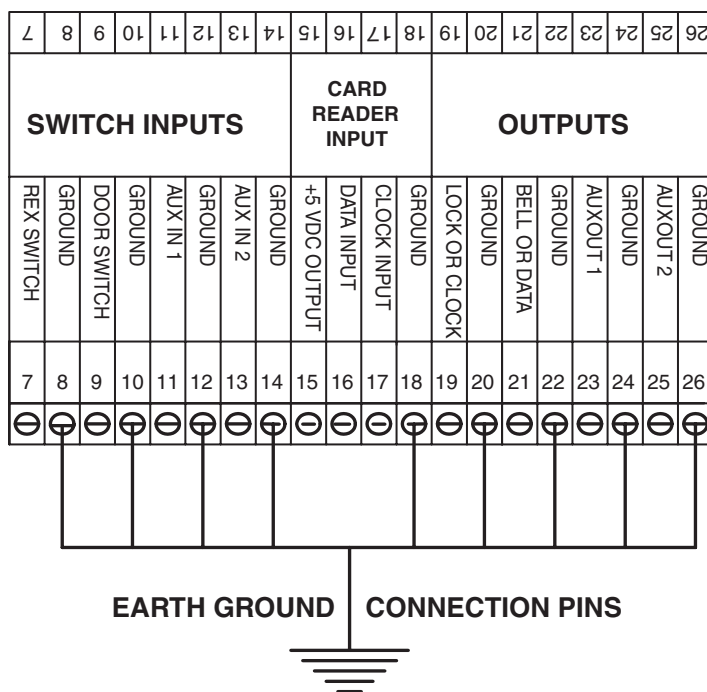 7 8 9 10 11 12 13 14 15 16 17 18 19 20 21 22 23 24 25 26
SWITCH INPUTS
CARD
READER
INPUT
OUTPUTS
REX SWITCH
GROUND
DOOR SWITCH
GROUND
AUX IN 1
GROUND
AUX IN 2
GROUND
+5 VDC OUTPUT
DATA INPUT
CLOCK INPUT
GROUND
LOCK OR CLOCK
GROUND
BELL OR DATA
GROUND
AUXOUT 1
GROUND
AUXOUT 2
GROUND
7 8 9 10 11 12 13 14 15 16 17 18 19 20 21 22 23 24 25 26
EARTH GROUND CONNECTION PINS